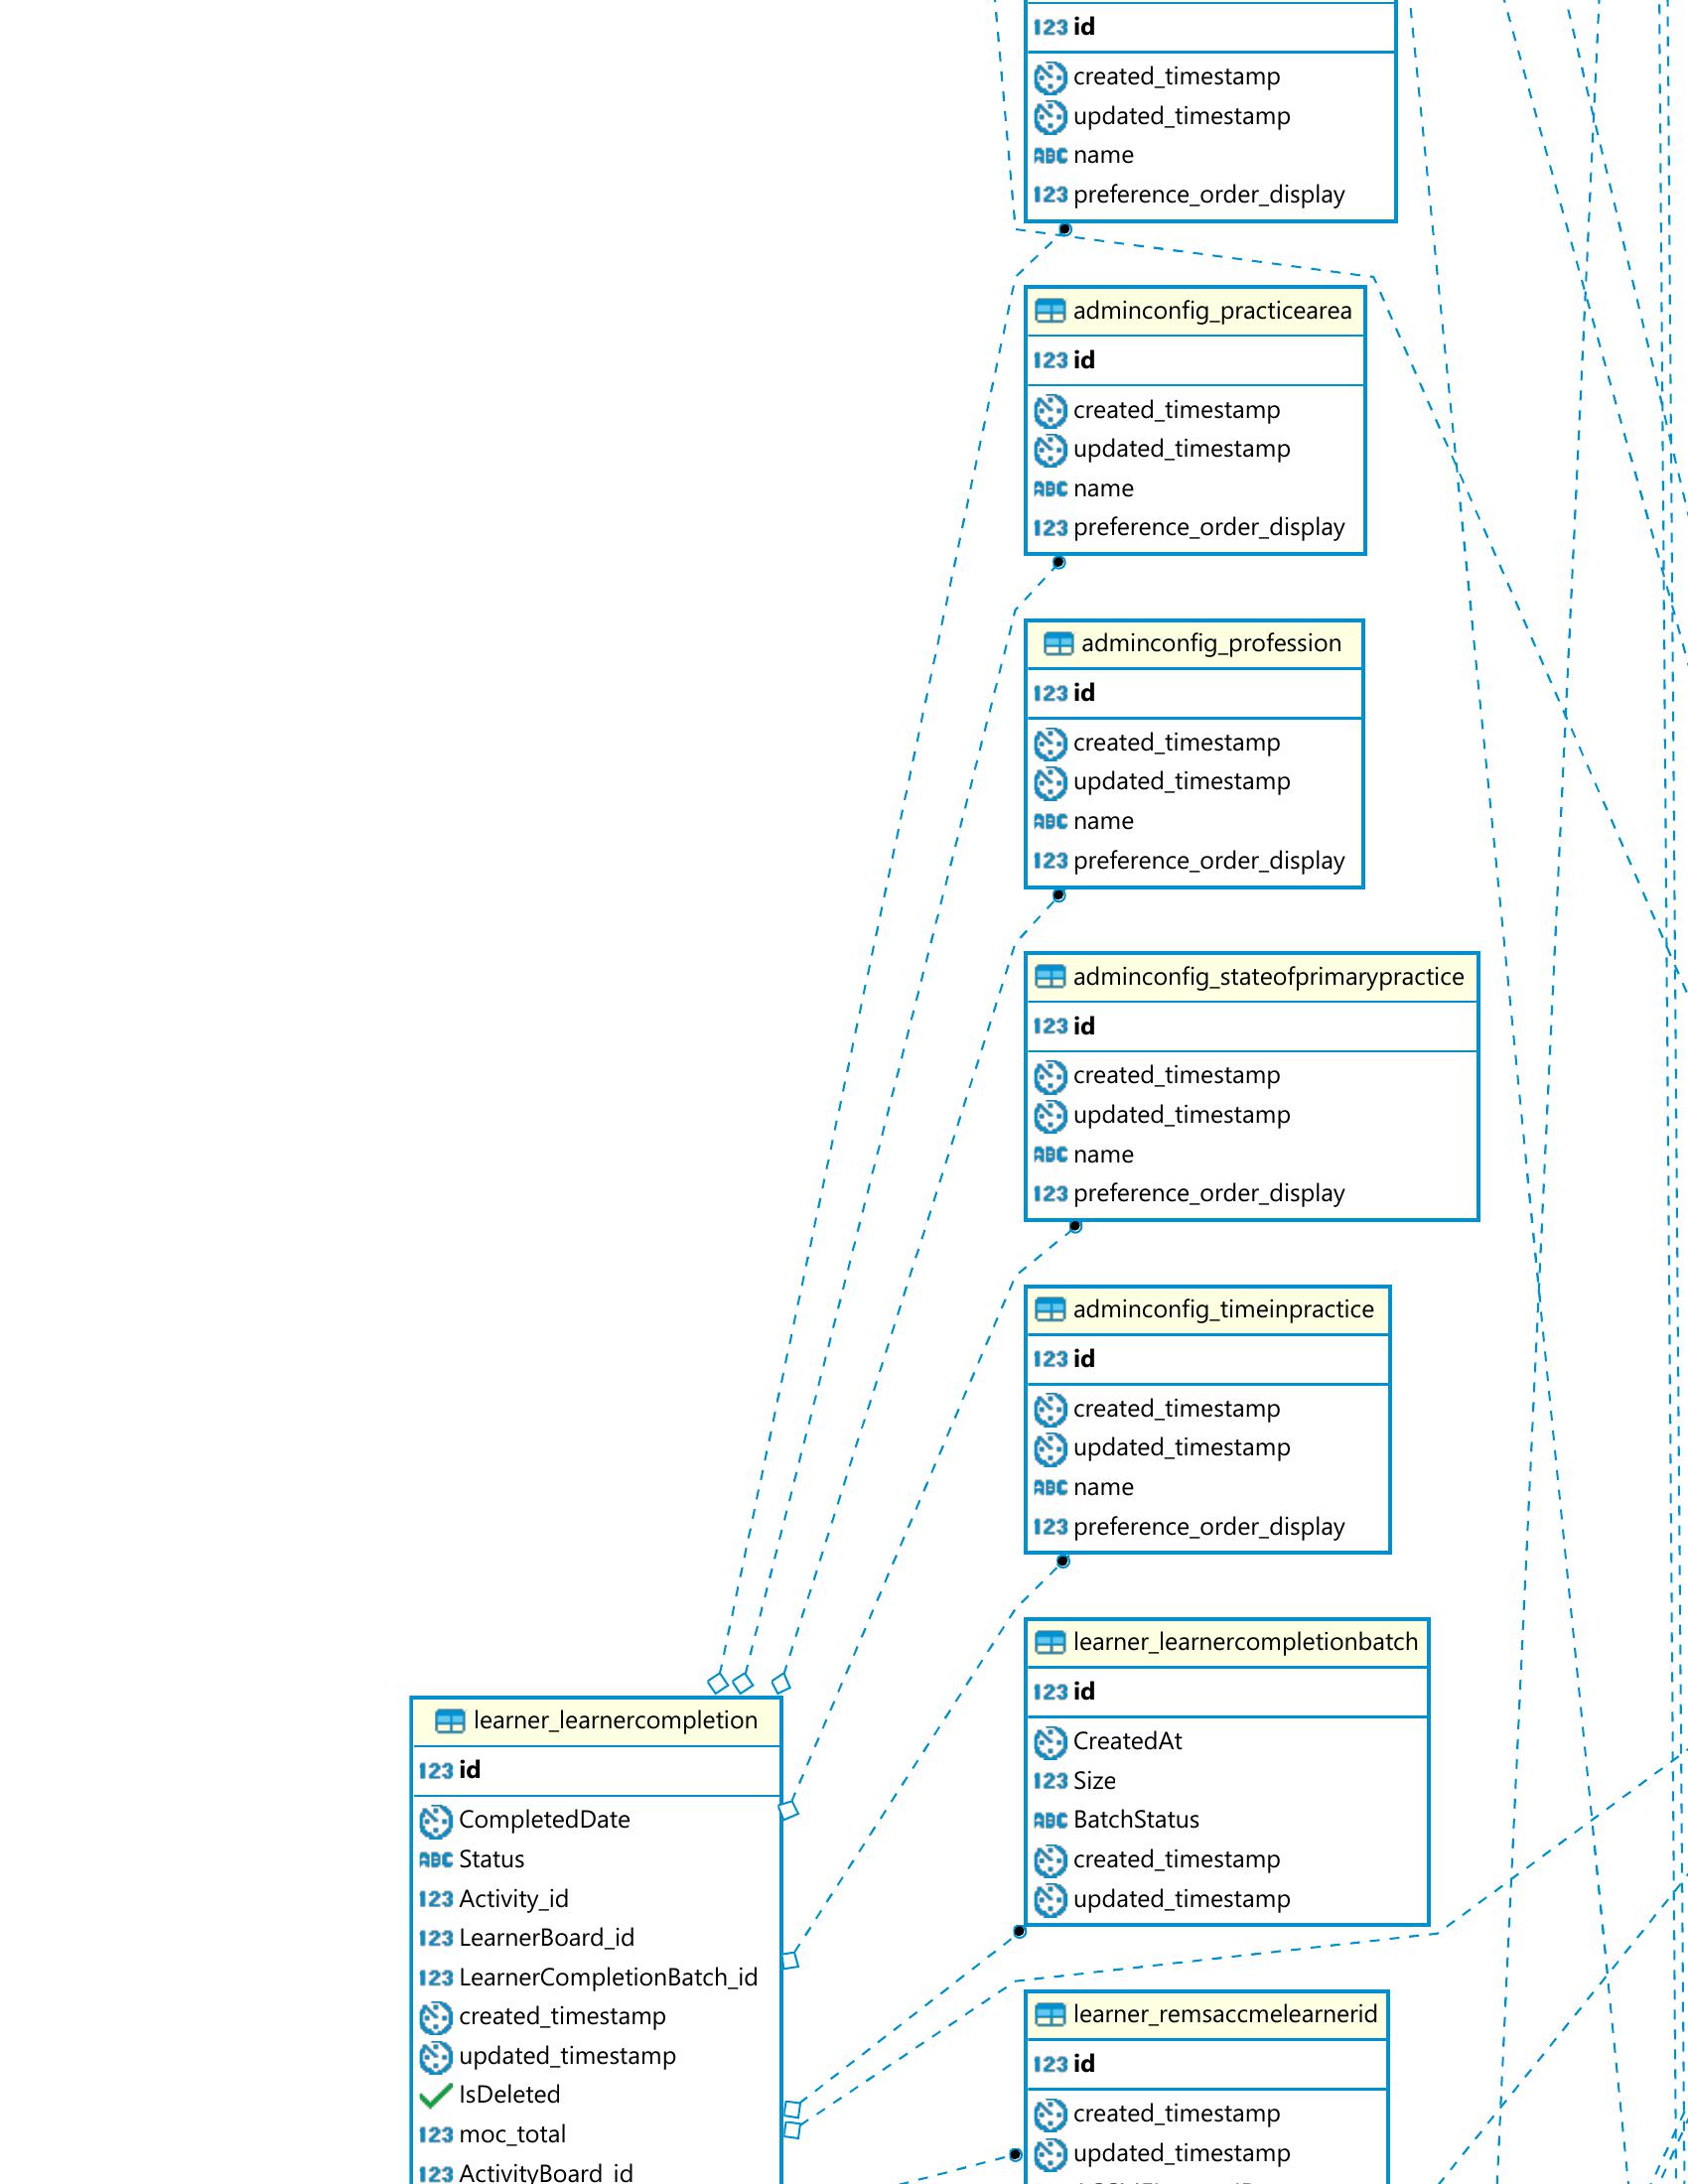 123 id
created_timestamp
updated_timestamp
ABC name
123 preference_order_display
adminconfig_practicearea
123 id
created_timestamp
updated_timestamp
ABC name
123 preference_order_display
adminconfig_profession
123 id
created_timestamp
updated_timestamp
ABC name
123 preference_order_display
adminconfig_stateofprimarypractice
123 id
created_timestamp
updated_timestamp
ABC name
123 preference_order_display
adminconfig_timeinpractice
123 id
created_timestamp
updated_timestamp
ABC name
123 preference_order_display
learner_learnercompletionbatch
123 id
CreatedAt
123 Size
ABC BatchStatus
created_timestamp
updated_timestamp
learner_learnercompletion
123 id
CompletedDate
ABC Status
123 Activity_id
123 LearnerBoard_id
123 LearnerCompletionBatch_id
created_timestamp
updated_timestamp
IsDeleted
123 moc_total
123 ActivityBoard_id
learner_remsaccmelearnerid
123 id
created_timestamp
updated_timestamp